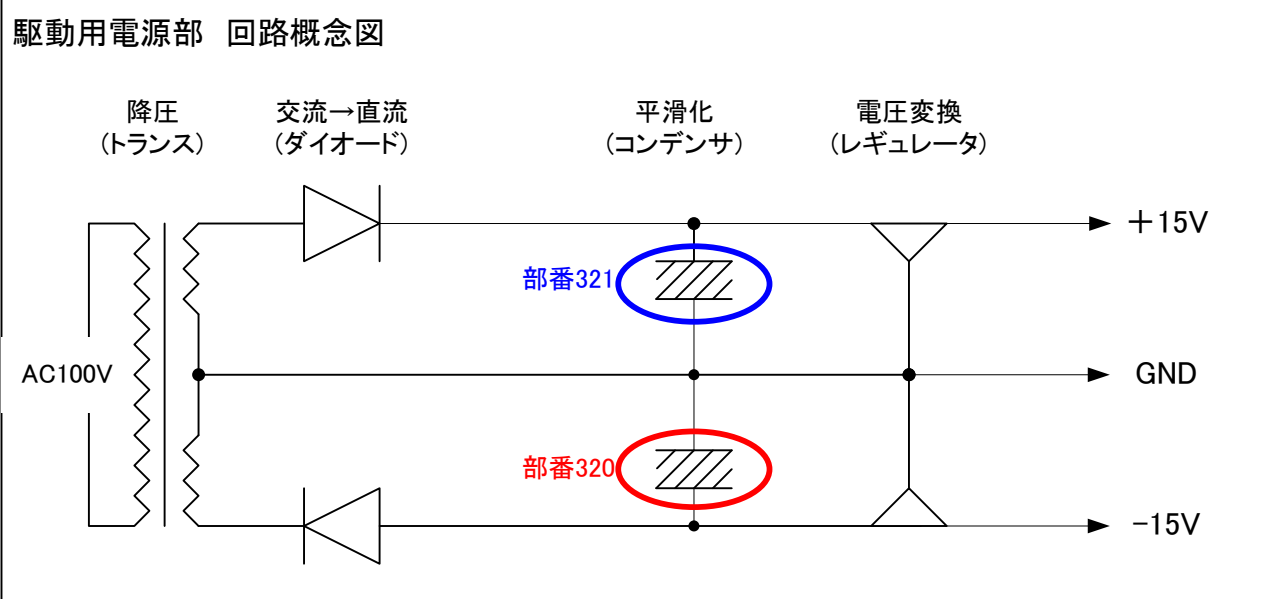 駆動用電源部 回路概念図
降圧
(トランス)
交流→直流
(ダイオード)
平滑化
(コンデンサ)
電圧変換
(レギュレータ)
+15V
部番321
AC100V
GND
部番320
-15V